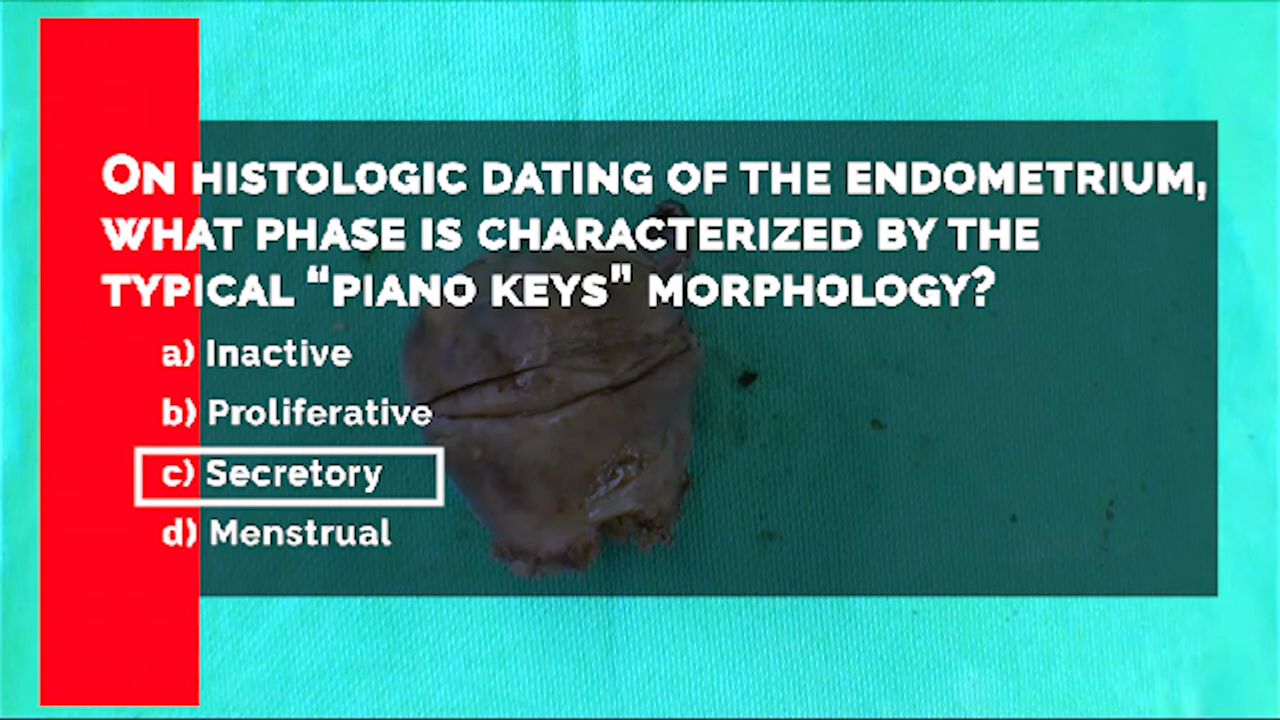 On histologic dating of the endometrium,
what phase is characterized by the
typical “piano keys” morphology?
a) Inactive
b) Proliferative
c) Secretory
d) Menstrual